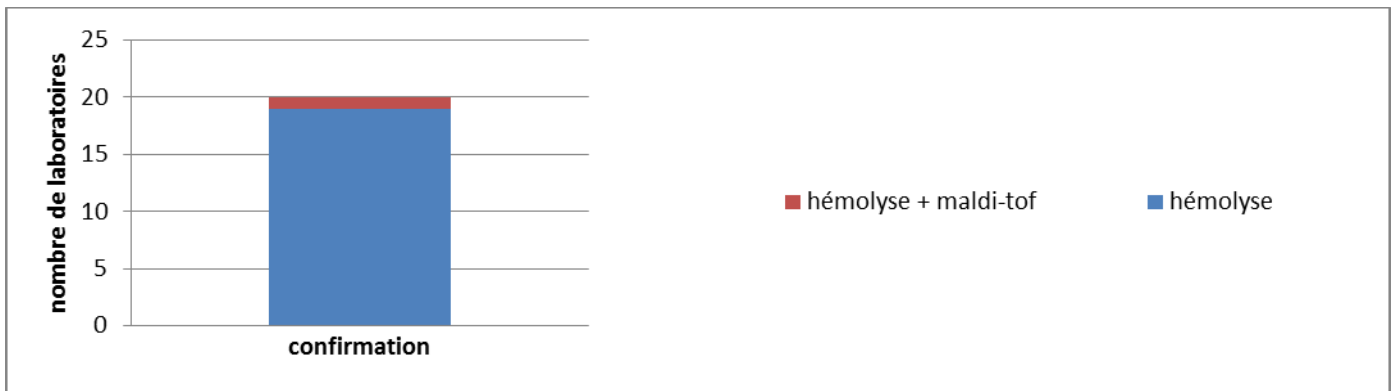 nombre de laboratoires
25
20
15
10
5
0
confirmation
hémolyse + maldi-tof
hémolyse